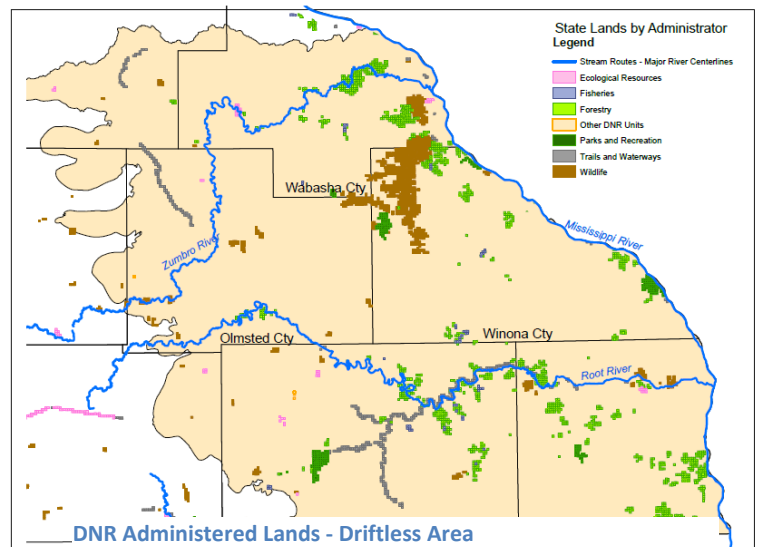 State Lands by Administrator
Legend
Stream Routes - Major River Centerlines
Ecological Resources
Fisheries
Forestry
Other DNR Units
Parks and Recreation
Trails and Waterways
Wildlife
Wabasha Cty
Zumbro River
Mississippi River
Olmsted Cty
Winona Cty
Root River
DNR Administered Lands - Driftless Area